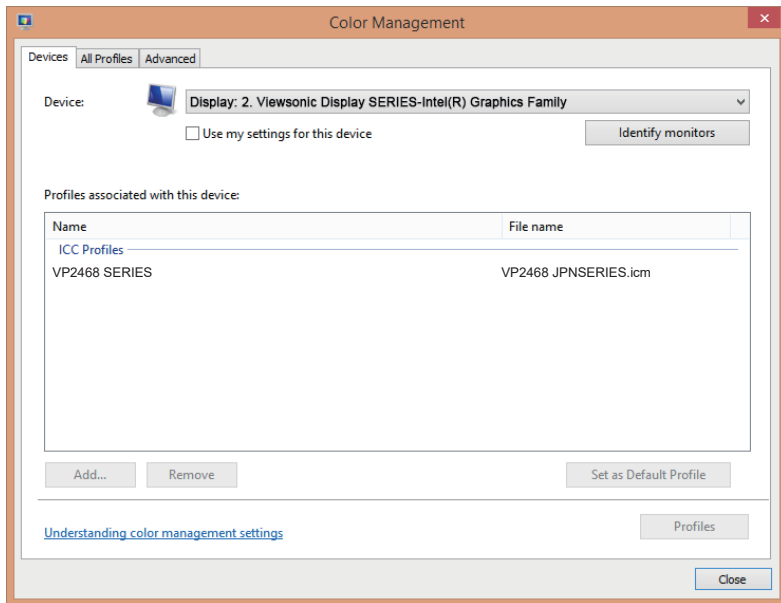 Color Management
Devices All Profiles Advanced
Device: Display: 2. Viewsonic Display SERIES-Intel(R) Graphics Family
Use my settings for this device Identify monitors
Profiles associated with this device:
Name File name
ICC Profiles
VP2468 SERIES VP2468 JPNSERIES.icm
Add... Remove Set as Default Profile
Understanding color management settings Profiles
Close